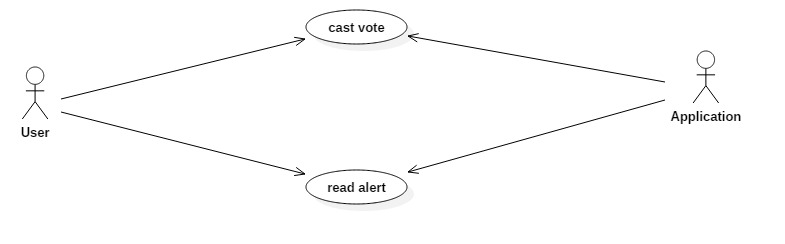 cast vote
User
Application
read alert